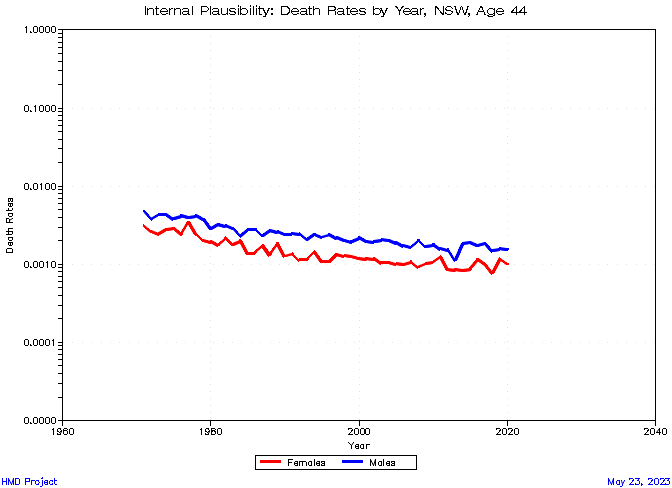 Internal Plausibility: Death Rates by Year, NSW, Age 44
1.0000
0.1000
0.0100
0.0010
0.0001
0.0000
Death Rates
1960
1980
2000
2020
2040
Year
Females
Males
HMD Project
May 23, 2023